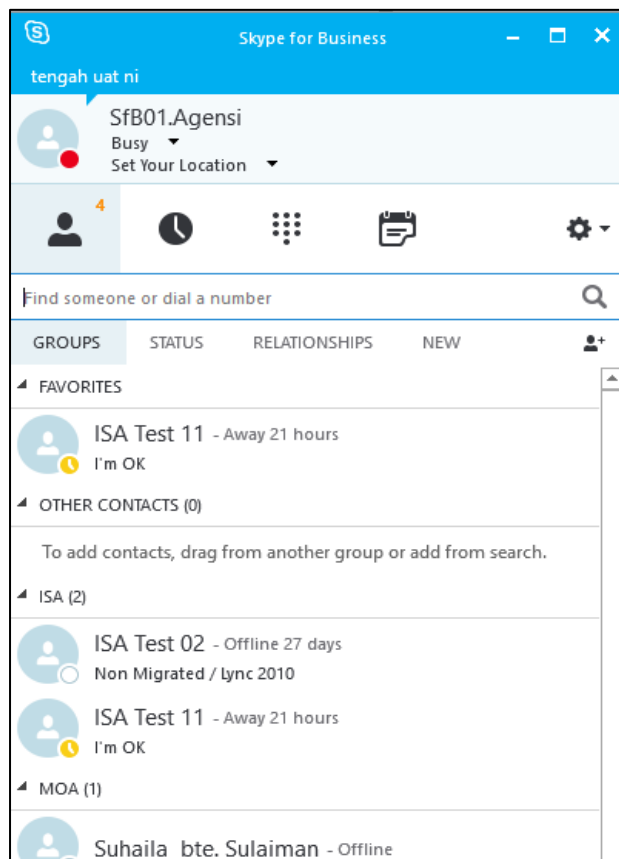 Skype for Business
tengah uat ni
SfB01.Agensi
Busy
Set Your Location
4
Find someone or dial a number
GROUPS STATUS RELATIONSHIPS NEW
FAVORITES
ISA Test 11 - Away 21 hours
I'm OK
OTHER CONTACTS (0)
To add contacts, drag from another group or add from search.
ISA (2)
ISA Test 02 - Offline 27 days
Non Migrated / Lync 2010
ISA Test 11 - Away 21 hours
I'm OK
MOA (1)
Suhaila bte. Sulaiman - Offline